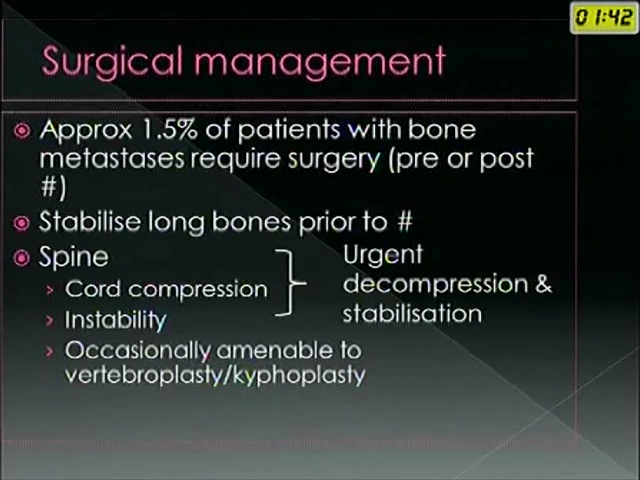 01:42
Surgical management
Approx 1.5% of patients with bone
metastases require surgery (pre or post
#)
Stabilise long bones prior to #
Spine
Cord compression
Instability
Urgent
decompression &
stabilisation
Occasionally amenable to
vertebroplasty/kyphoplasty